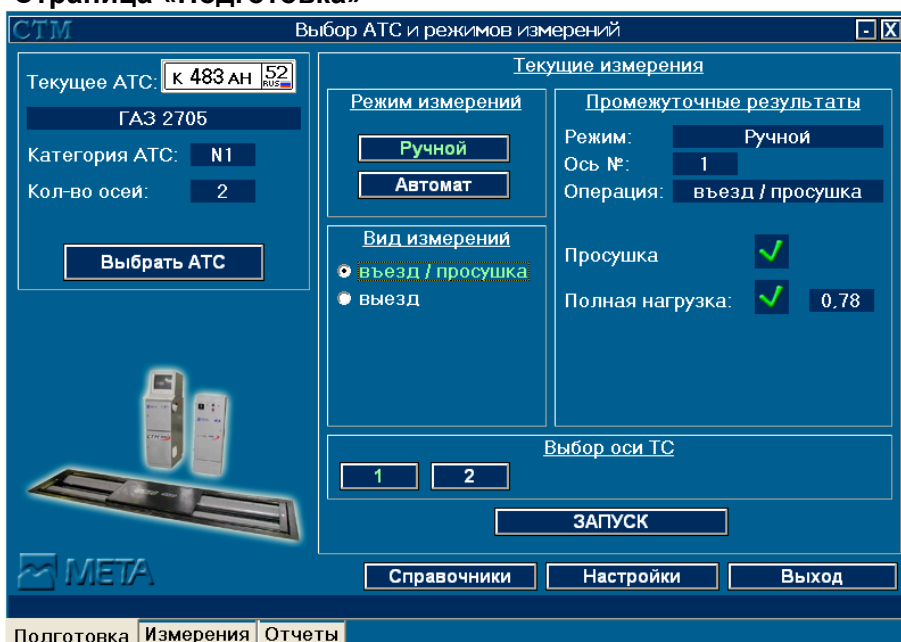 Страница «Подготовка»
СТМ
Выбор АТС и режимов измерений
Текущее АТС: К 483 АН 52 RUS
ГАЗ 2705
Категория АТС: N1
Кол-во осей: 2
Выбрать АТС
Текущие измерения
Режим измерений
Ручной
Автомат
Вид измерений
въезд / просушка
выезд
Промежуточные результаты
Режим: Ручной
Ось №: 1
Операция: въезд / просушка
Просушка
Полная нагрузка: 0,78
Выбор оси ТС
1 2
ЗАПУСК
МЕТА
Справочники Настройки Выход
Подготовка Измерения Отчеты